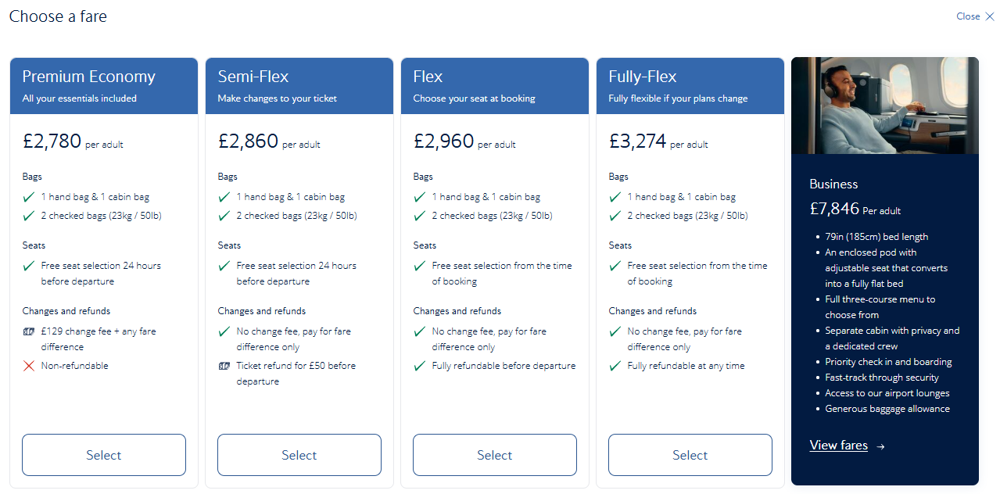 Choose a fare
Close
Premium Economy
All your essentials included
£2,780 per adult
Bags
1 hand bag & 1 cabin bag
2 checked bags (23kg / 50lb)
Seats
Free seat selection 24 hours
before departure
Changes and refunds
£129 change fee + any fare
difference
Non-refundable
Select
Semi-Flex
Make changes to your ticket
£2,860 per adult
Bags
1 hand bag & 1 cabin bag
2 checked bags (23kg / 50lb)
Seats
Free seat selection 24 hours
before departure
Changes and refunds
No change fee, pay for fare
difference only
Ticket refund for £50 before
departure
Select
Flex
Choose your seat at booking
£2,960 per adult
Bags
1 hand bag & 1 cabin bag
2 checked bags (23kg / 50lb)
Seats
Free seat selection from the time
of booking
Changes and refunds
No change fee, pay for fare
difference only
Fully refundable before departure
Select
Fully-Flex
Fully flexible if your plans change
£3,274 per adult
Bags
1 hand bag & 1 cabin bag
2 checked bags (23kg / 50lb)
Seats
Free seat selection from the time
of booking
Changes and refunds
No change fee, pay for fare
difference only
Fully refundable at any time
Select
Business
£7,846 Per adult
• 79in (185cm) bed length
• An enclosed pod with
adjustable seat that converts
into a fully flat bed
• Full three-course menu to
choose from
• Separate cabin with privacy and
a dedicated crew
• Priority check in and boarding
• Fast-track through security
• Access to our airport lounges
• Generous baggage allowance
View fares →